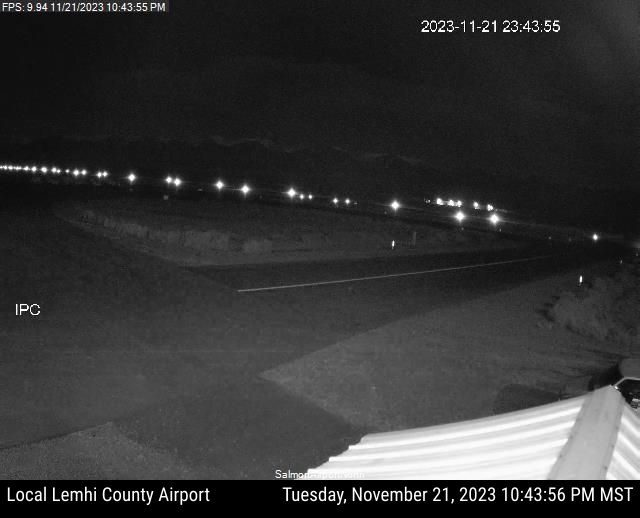 FPS: 9.94 11/21/2023 10:43:55 PM
2023-11-21 23:43:55
IPC
Local Lemhi County Airport
Tuesday, November 21, 2023 10:43:56 PM MST